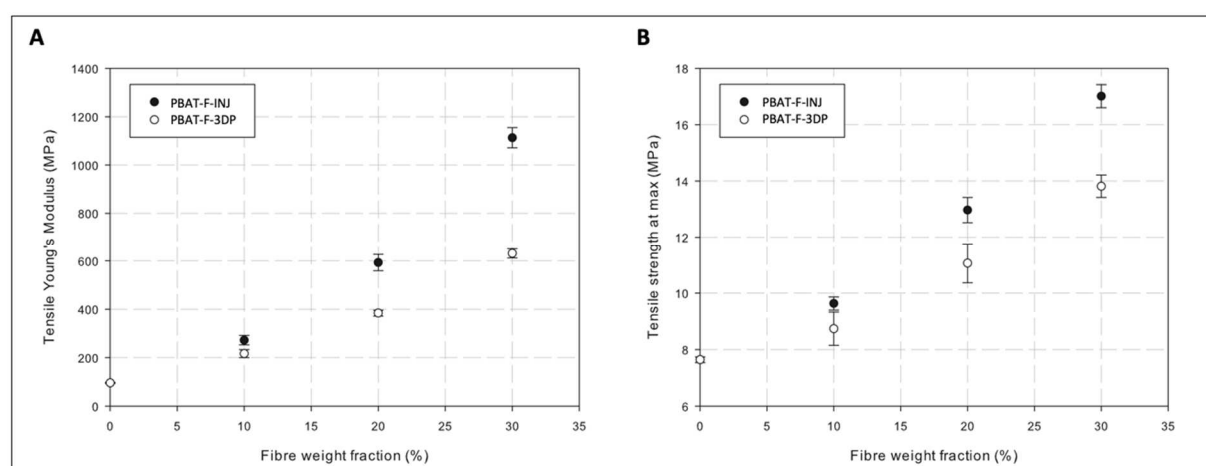 A
Tensile Young's Modulus (MPa)
1400
1200
1000
800
600
400
200
0
PBAT-F-INJ
PBAT-F-3DP
0 5 10 15 20 25 30 35
Fibre weight fraction (%)
B
Tensile strength at max (MPa)
18
16
14
12
10
8
6
PBAT-F-INJ
PBAT-F-3DP
0 5 10 15 20 25 30 35
Fibre weight fraction (%)